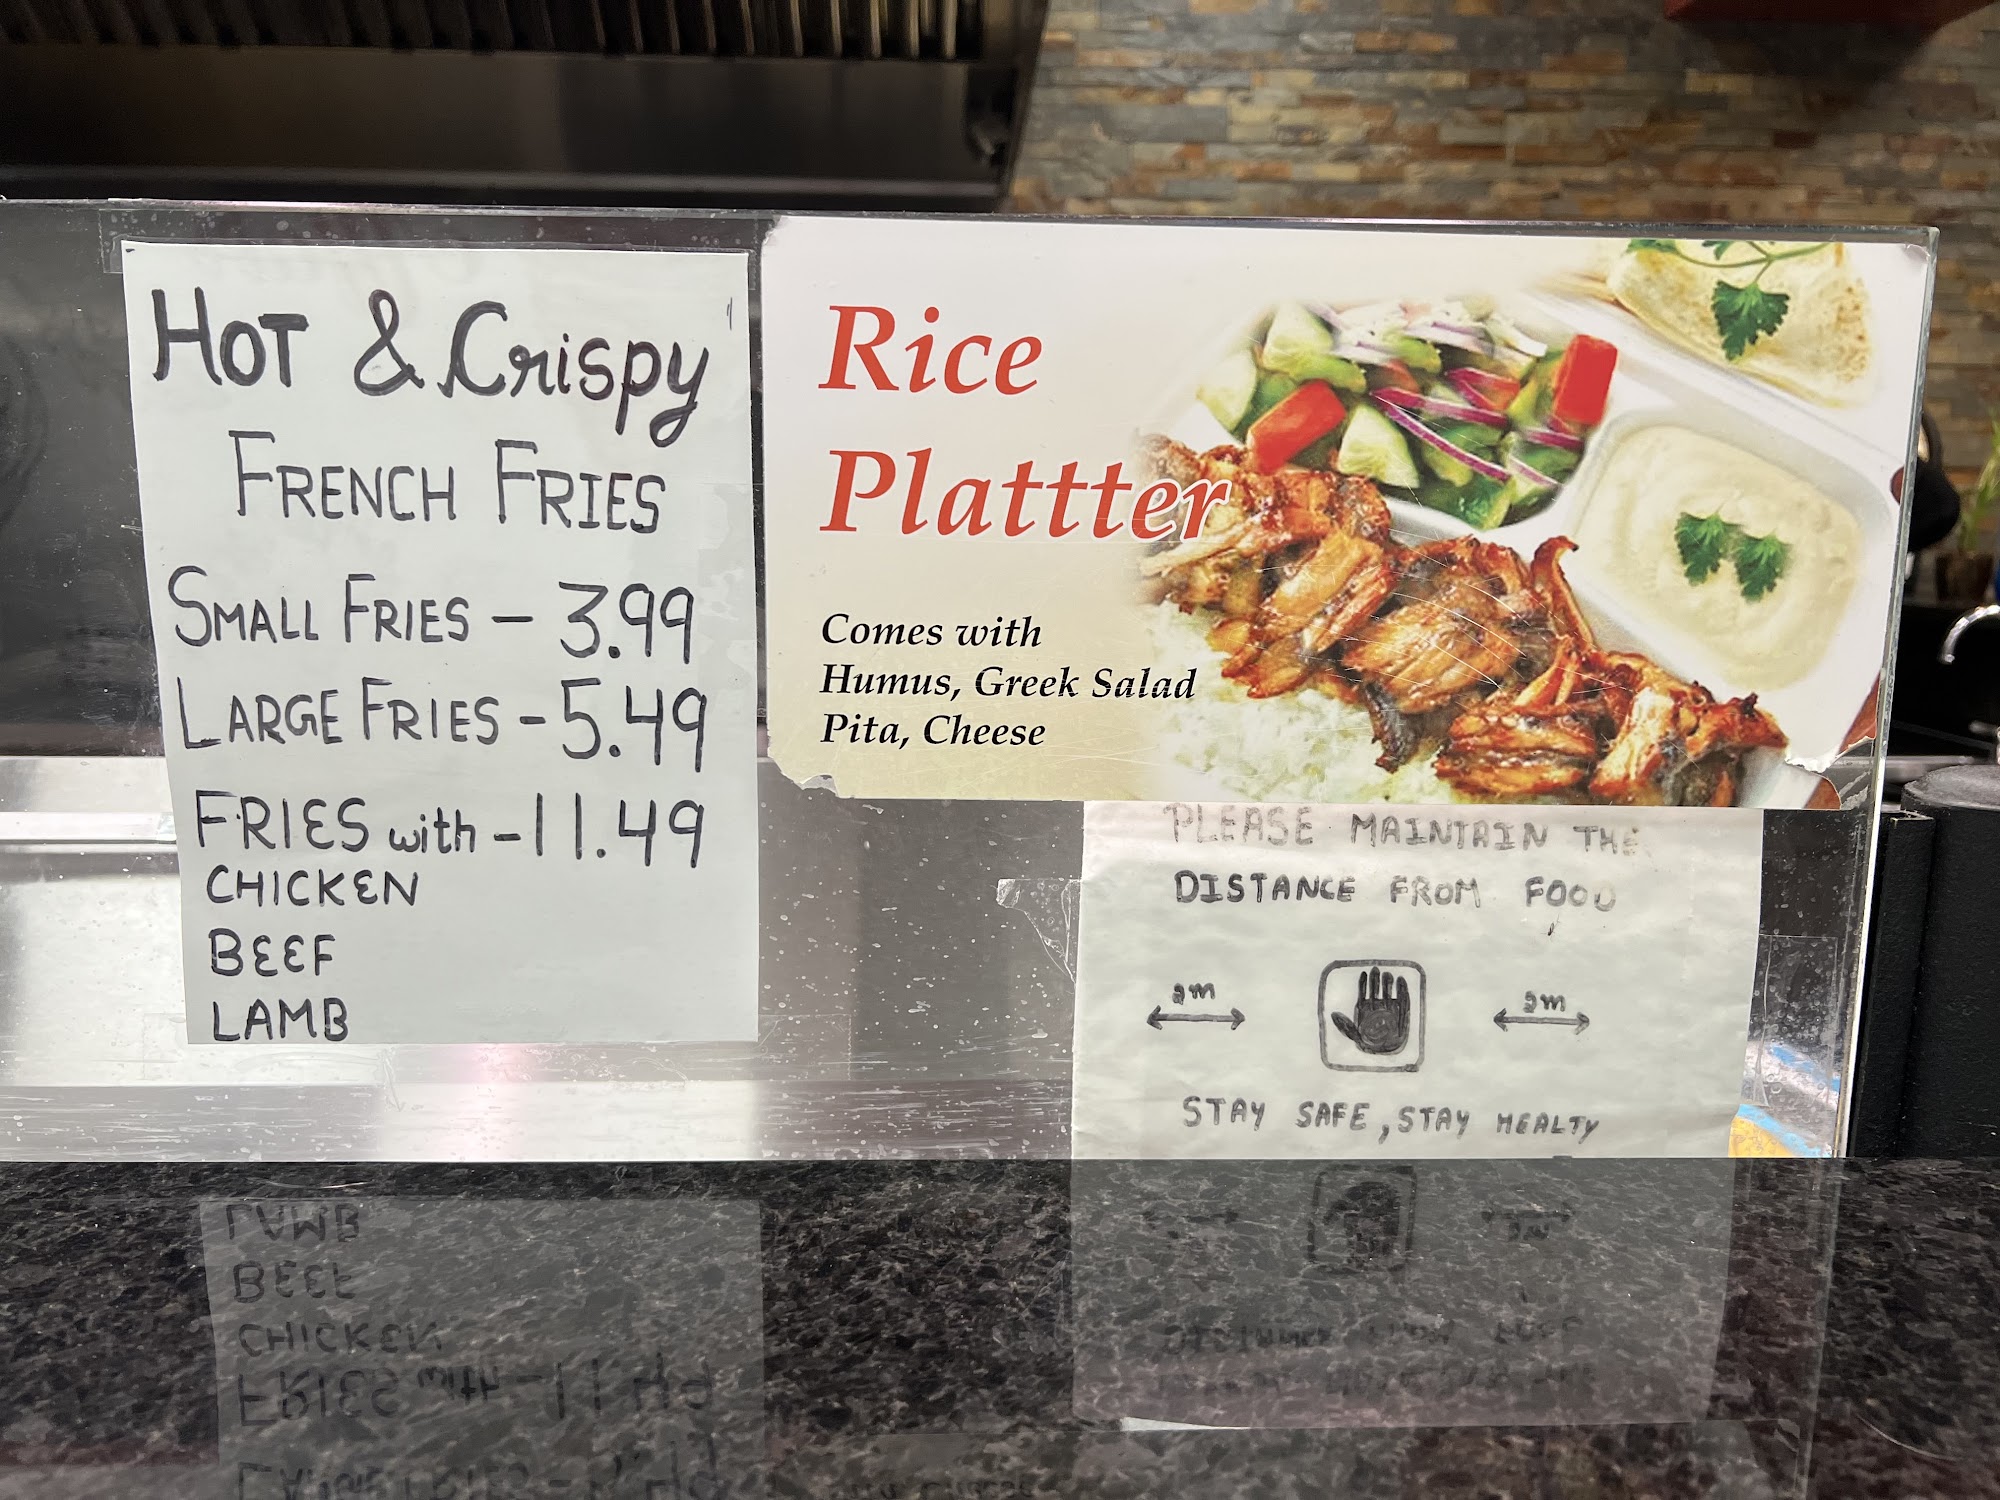 HOT & Crispy
FRENCH FRIES
SMALL FRIES – 3.99
LARGE FRIES - 5.49
FRIES with - 11.49
CHICKEN
BEEF
LAMB
Rice
Plattter
Comes with
Humus, Greek Salad
Pita, Cheese
PLEASE MAINTAIN THE
DISTANCE FROM FOOD
2m 2m
STAY SAFE, STAY HEALTY